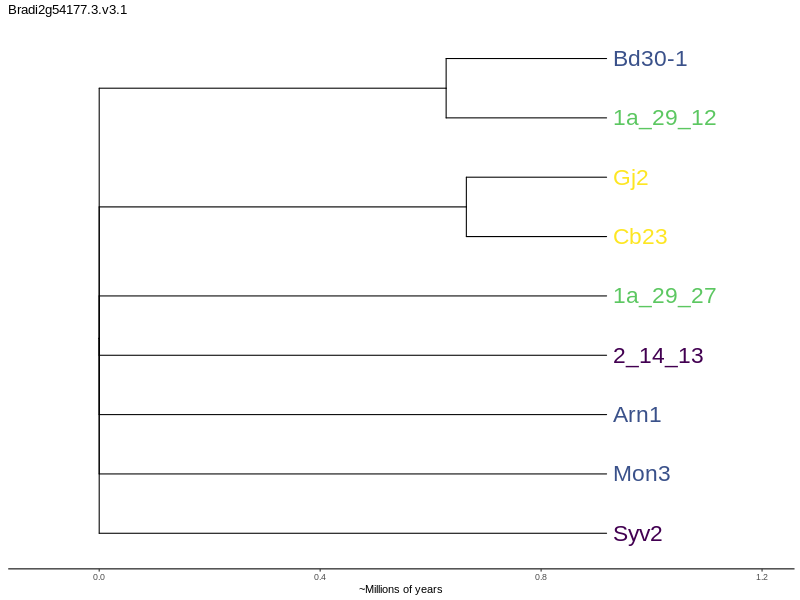 Bradi2g54177.3.v3.1
Bd30-1
1a_29_12
Gj2
Cb23
1a_29_27
2_14_13
Arn1
Mon3
Syv2
0.0 0.4 0.8 1.2
~Millions of years